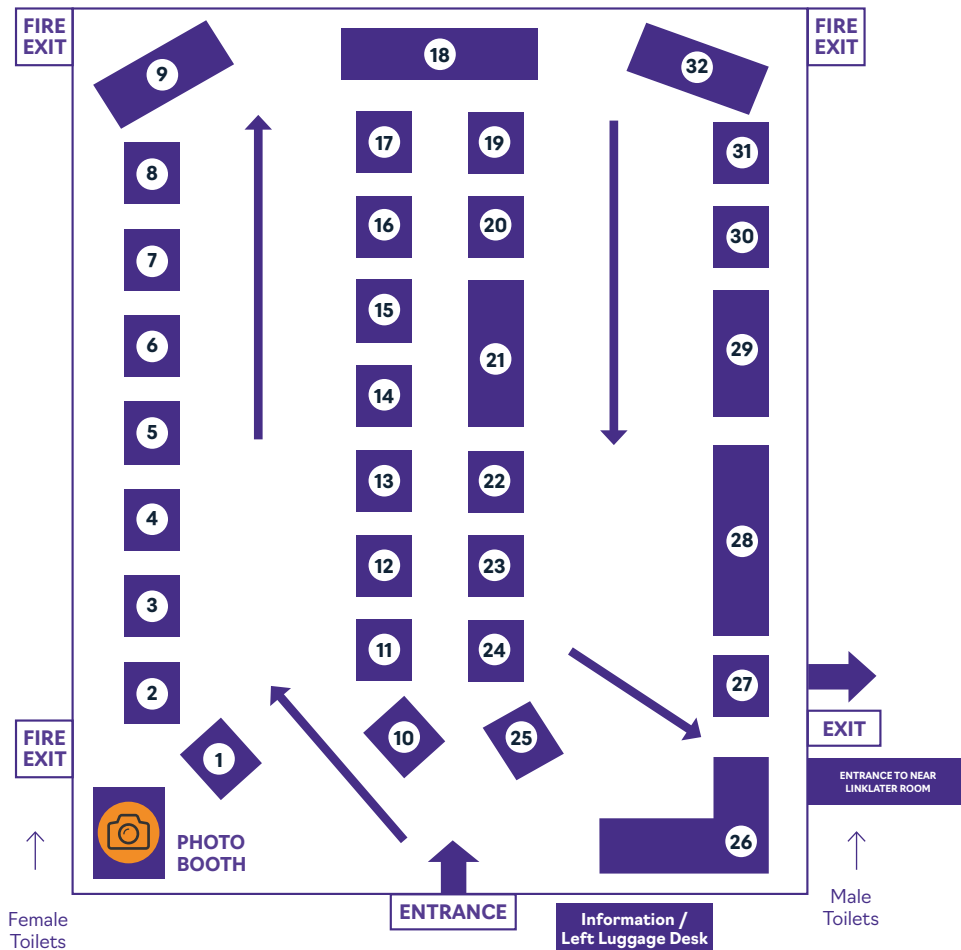 FIRE
EXIT
FIRE
EXIT
9
18
32
8
17
19
31
7
16
20
30
6
15
21
29
5
14
4
13
22
28
3
12
23
2
11
24
27
1
10
25
FIRE
EXIT
EXIT
ENTRANCE TO NEAR
LINKLATER ROOM
PHOTO
BOOTH
26
ENTRANCE
Information /
Left Luggage Desk
Female
Toilets
Male
Toilets